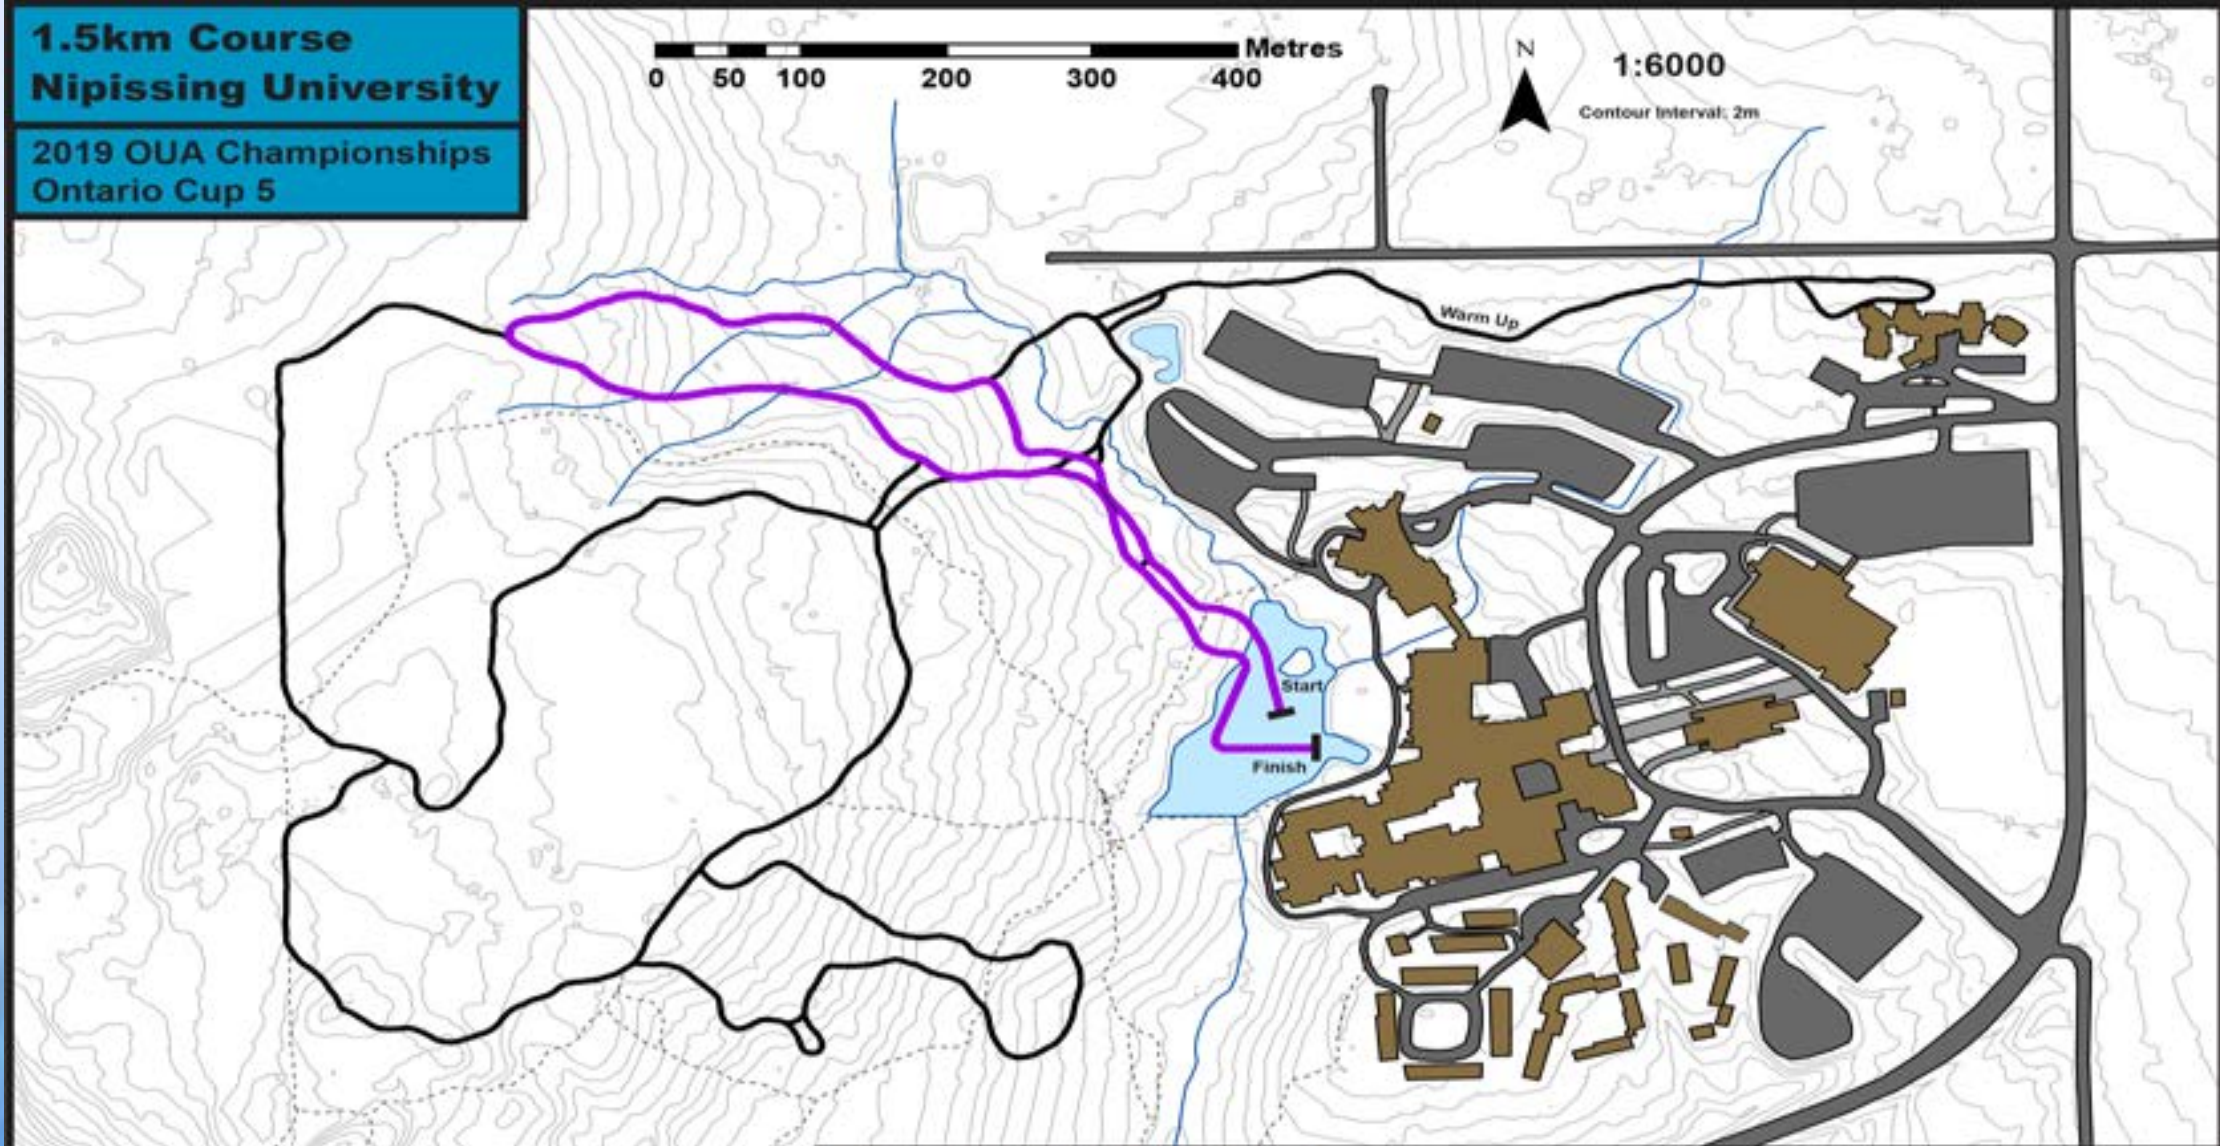 1.5km Course
Nipissing University
2019 OUA Championships
Ontario Cup 5
Metres
0 50 100 200 300 400
N
1:6000
Contour Interval: 2m
Warm Up
Start
Finish